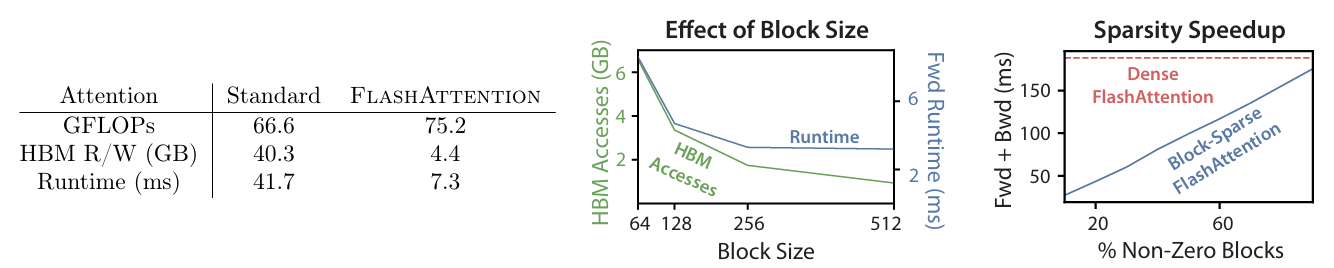 Attention Standard FLASHATTENTION
GFLOPs 66.6 75.2
HBM R/W (GB) 40.3 4.4
Runtime (ms) 41.7 7.3
Effect of Block Size
HBM Accesses (GB)
6
4
2
Runtime
HBM
Accesses
6
2
Fwd Runtime (ms)
64 128 256 512
Block Size
Sparsity Speedup
Fwd + Bwd (ms)
150
100
50
Dense
FlashAttention
Block-Sparse
FlashAttention
20 60
% Non-Zero Blocks